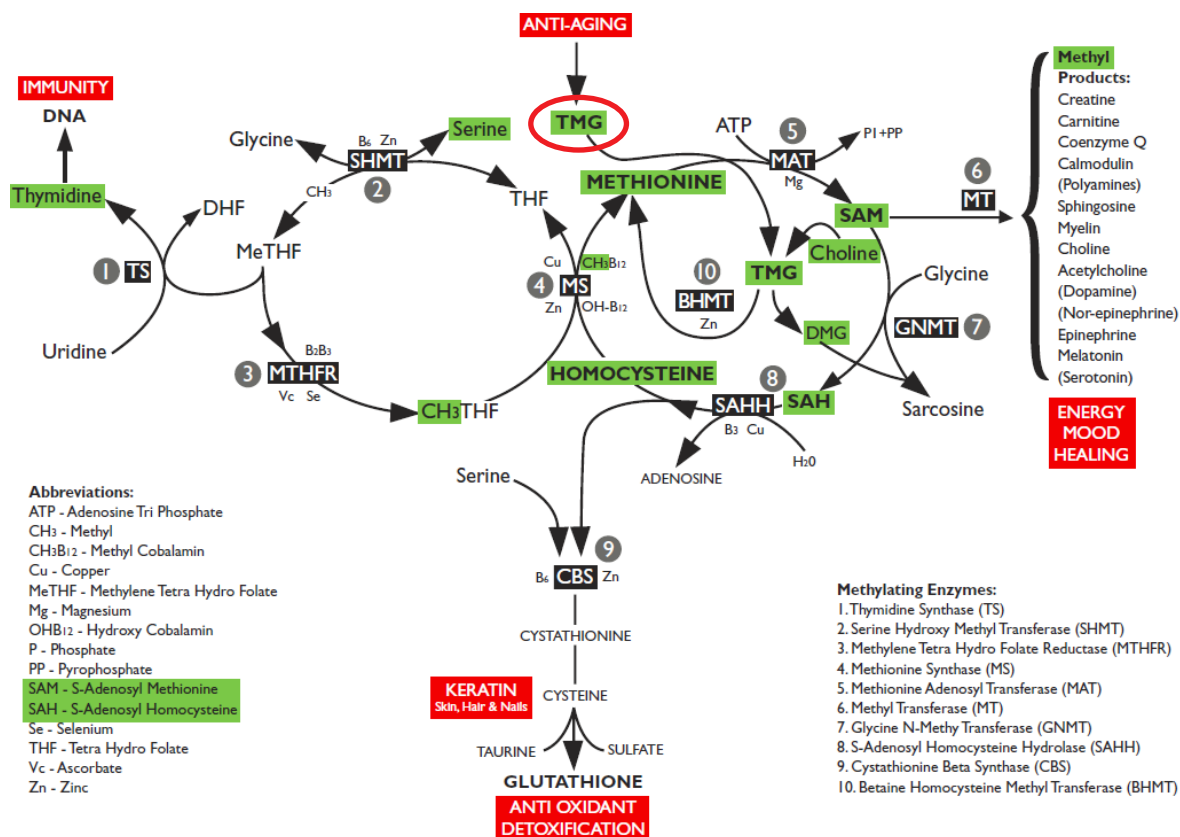 ANTI-AGING
IMMUNITY
DNA
Thymidine
DHF
TS
1
Uridine
Glycine
B6 Zn
SHMT
2
Serine
CH3
MeTHF
THF
B2B3
3
MTHFR
Vc Se
CH3THF
TMG
METHIONINE
Cu
CH3B12
4
MS
Zn
OH-B12
HOMOCYSTEINE
ATP
5
MAT
Mg
P1+PP
SAM
6
MT
Choline
TMG
10
BHMT
Zn
DMG
Glycine
GNMT
7
Sarcosine
8
SAHH
SAH
B3 Cu
H20
ADENOSINE
Serine
9
B6
CBS
Zn
CYSTATHIONINE
KERATIN
Skin, Hair & Nails
CYSTEINE
TAURINE
SULFATE
GLUTATHIONE
ANTI OXIDANT
DETOXIFICATION
Methyl
Products:
Creatine
Carnitine
Coenzyme Q
Calmodulin
(Polyamines)
Sphingosine
Myelin
Choline
Acetylcholine
(Dopamine)
(Nor-epinephrine)
Epinephrine
Melatonin
(Serotonin)
ENERGY
MOOD
HEALING
Abbreviations:
ATP - Adenosine Tri Phosphate
CH3 - Methyl
CH3B12 - Methyl Cobalamin
Cu - Copper
MeTHF - Methylene Tetra Hydro Folate
Mg - Magnesium
OHB12 - Hydroxy Cobalamin
P - Phosphate
PP - Pyrophosphate
SAM - S-Adenosyl Methionine
SAH - S-Adenosyl Homocysteine
Se - Selenium
THF - Tetra Hydro Folate
Vc - Ascorbate
Zn - Zinc
Methylating Enzymes:
1. Thymidine Synthase (TS)
2. Serine Hydroxy Methyl Transferase (SHMT)
3. Methylene Tetra Hydro Folate Reductase (MTHFR)
4. Methionine Synthase (MS)
5. Methionine Adenosyl Transferase (MAT)
6. Methyl Transferase (MT)
7. Glycine N-Methy Transferase (GNMT)
8. S-Adenosyl Homocysteine Hydrolase (SAHH)
9. Cystathionine Beta Synthase (CBS)
10. Betaine Homocysteine Methyl Transferase (BHMT)